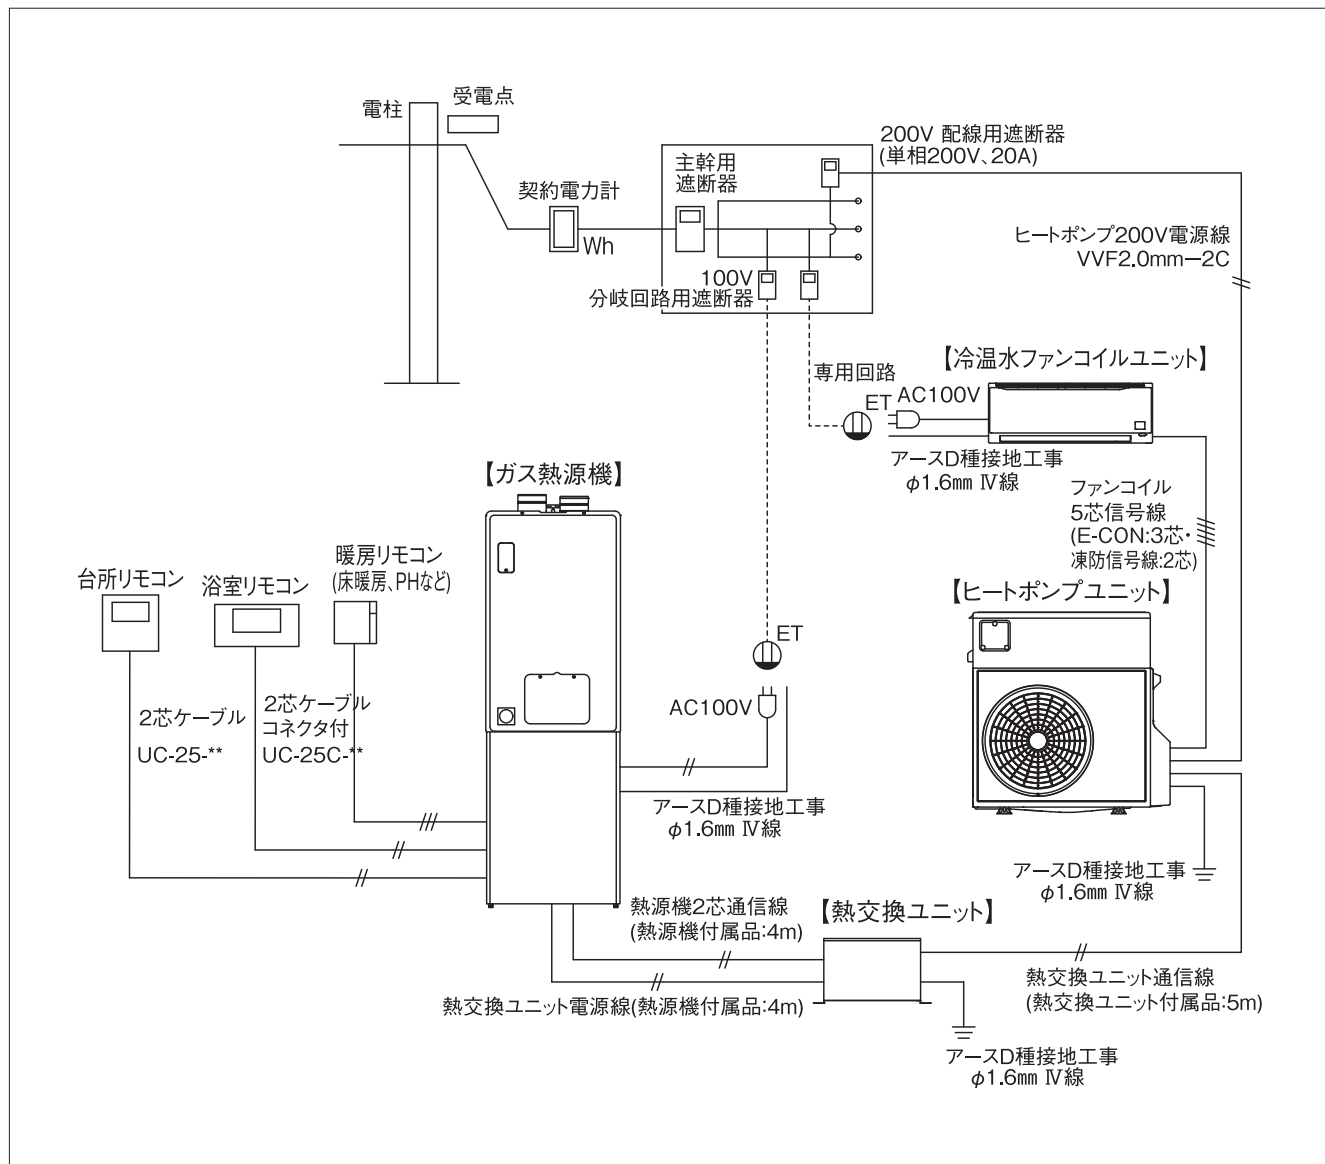 電柱
受電点
契約電力計
Wh
主幹用
遮断器
200V 配線用遮断器
(単相200V、20A)
ヒートポンプ200V電源線
VVF2.0mm−2C
100V
分岐回路用遮断器
専用回路
【冷温水ファンコイルユニット】
ET
AC100V
アースD種接地工事
φ1.6mm Ⅳ線
ファンコイル
5芯信号線
(E-CON:3芯・
凍防信号線:2芯)
【ガス熱源機】
【ヒートポンプユニット】
台所リモコン
浴室リモコン
暖房リモコン
(床暖房、PHなど)
ET
AC100V
2芯ケーブル
UC-25-**
2芯ケーブル
コネクタ付
UC-25C-**
アースD種接地工事
φ1.6mm Ⅳ線
アースD種接地工事
φ1.6mm Ⅳ線
熱源機2芯通信線
(熱源機付属品:4m)
【熱交換ユニット】
熱交換ユニット電源線(熱源機付属品:4m)
熱交換ユニット通信線
(熱交換ユニット付属品:5m)
アースD種接地工事
φ1.6mm Ⅳ線